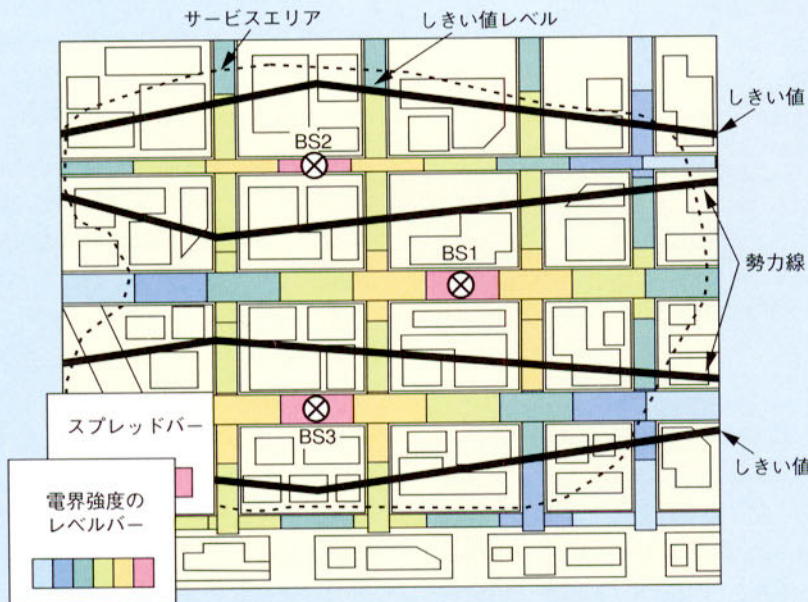 サービスエリア
しきい値レベル
しきい値
BS2
BS1
勢力線
BS3
スプレッドバー
しきい値
電界強度の
レベルバー